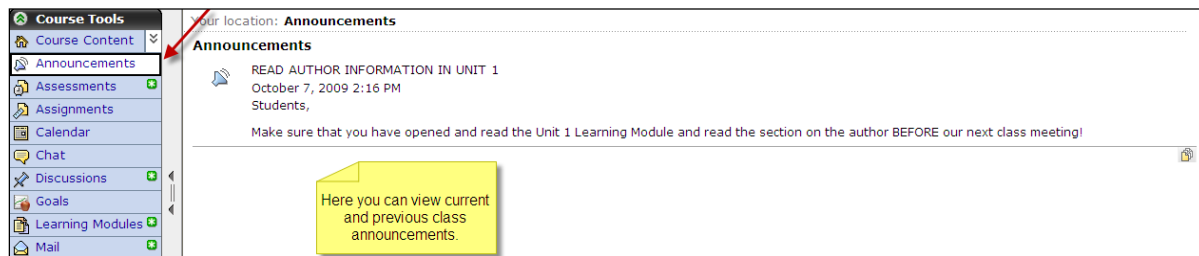 Course Tools
Course Content
Announcements
Assessments
Assignments
Calendar
Chat
Discussions
Goals
Learning Modules
Mail
Your location: Announcements
Announcements
READ AUTHOR INFORMATION IN UNIT 1
October 7, 2009 2:16 PM
Students,
Make sure that you have opened and read the Unit 1 Learning Module and read the section on the author BEFORE our next class meeting!
Here you can view current
and previous class
announcements.